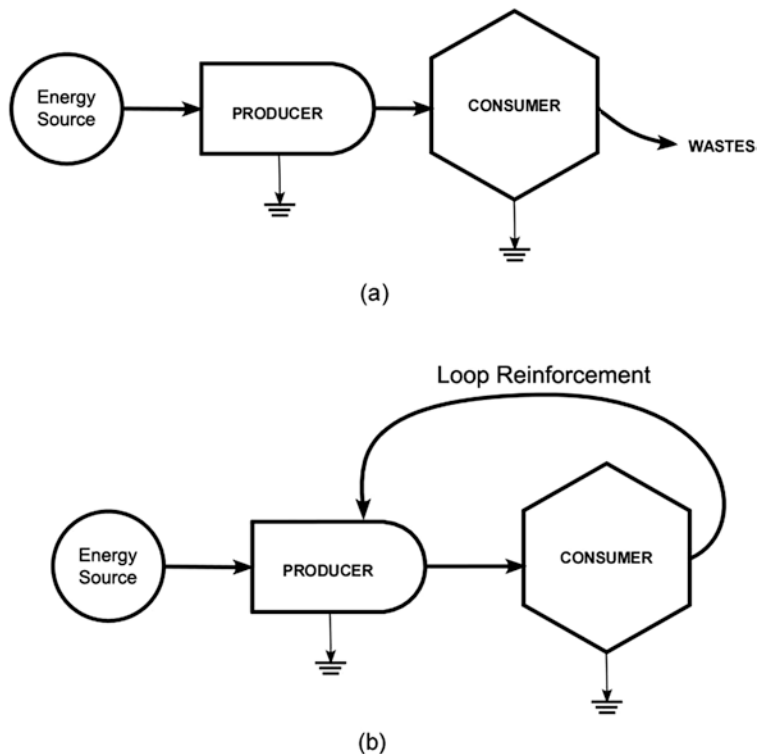 Energy
Source
PRODUCER
CONSUMER
WASTES
(a)
Loop Reinforcement
Energy
Source
PRODUCER
CONSUMER
(b)